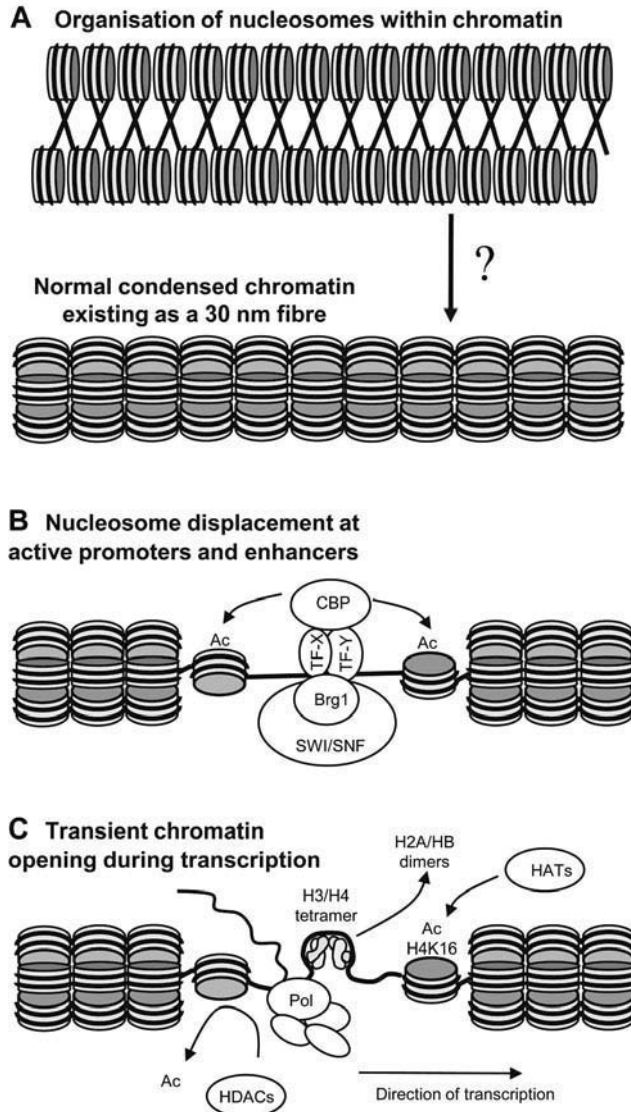 A Organisation of nucleosomes within chromatin
?
Normal condensed chromatin
existing as a 30 nm fibre
B Nucleosome displacement at
active promoters and enhancers
CBP
Ac
TF-X
TF-Y
Ac
Brg1
SWI/SNF
C Transient chromatin
opening during transcription
H2A/HB
dimers
HATs
H3/H4
tetramer
Ac
H4K16
Pol
Ac
HDACs
Direction of transcription